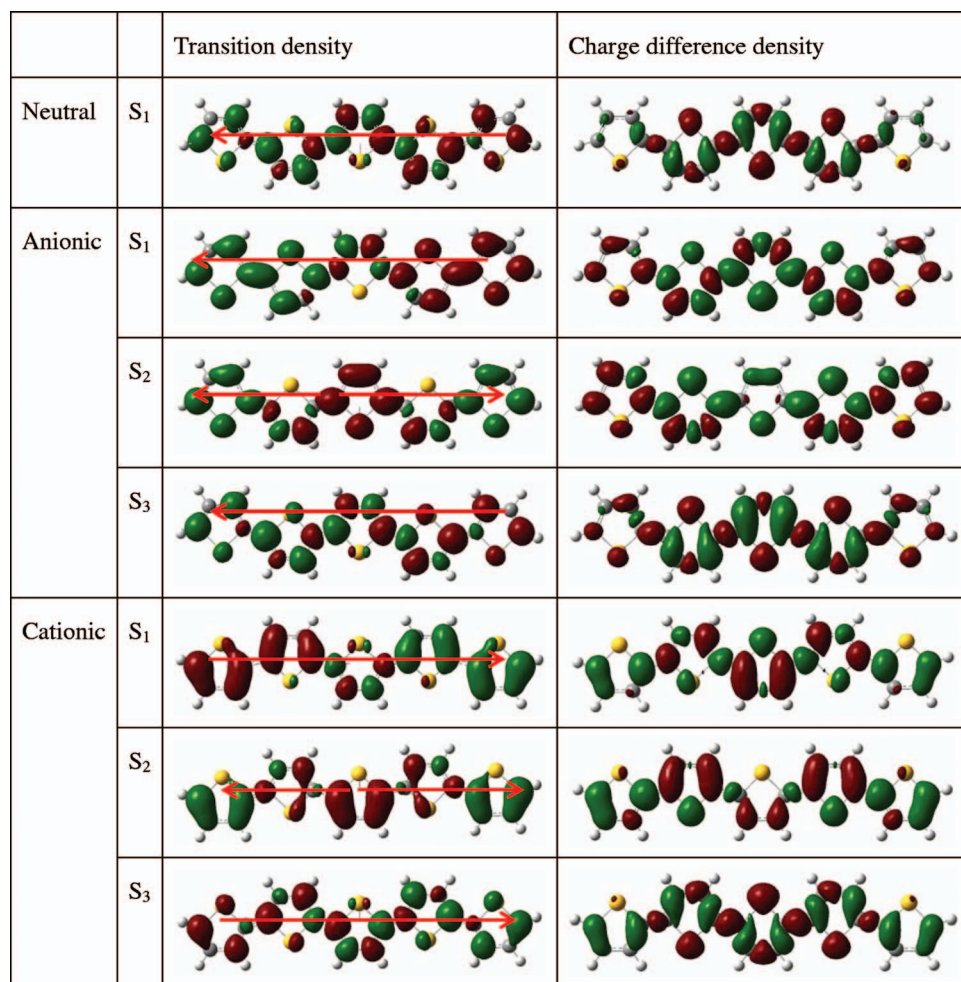 Transition density Charge difference density
Neutral S₁
Anionic S₁
S₂
S₃
Cationic S₁
S₂
S₃